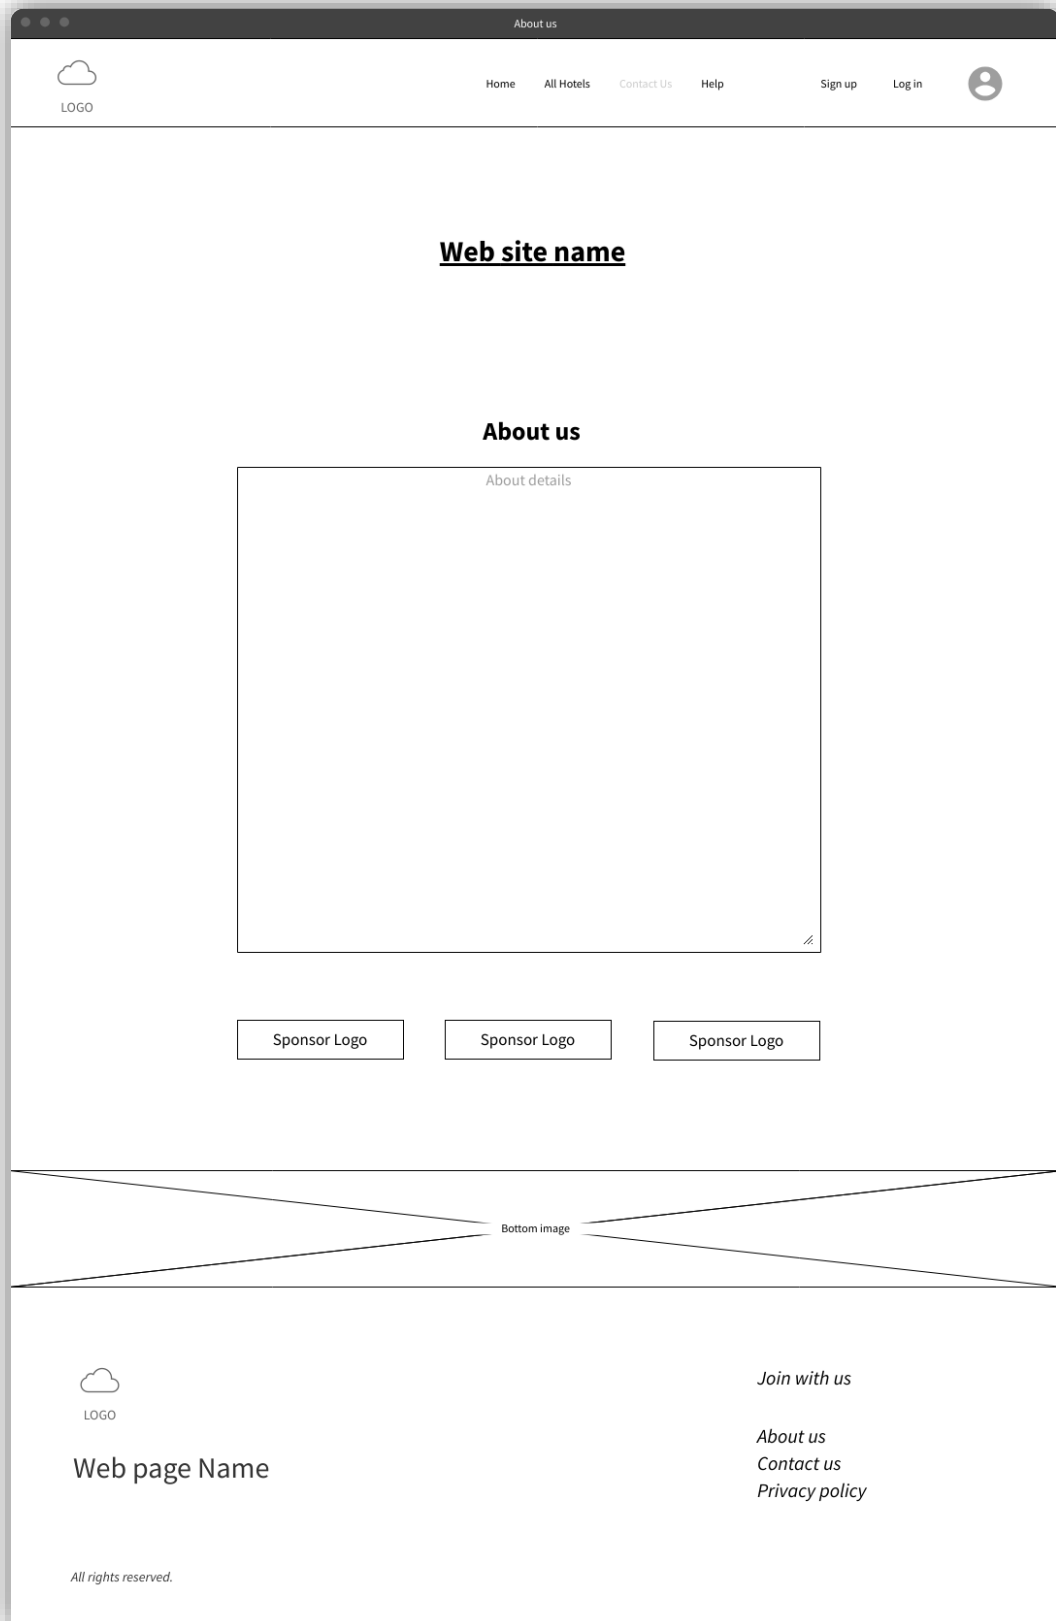 About us
LOGO
Home All Hotels Contact Us Help Sign up Log in
Web site name
About us
About details
Sponsor Logo Sponsor Logo Sponsor Logo
Bottom image
LOGO
Web page Name
Join with us
About us
Contact us
Privacy policy
All rights reserved.